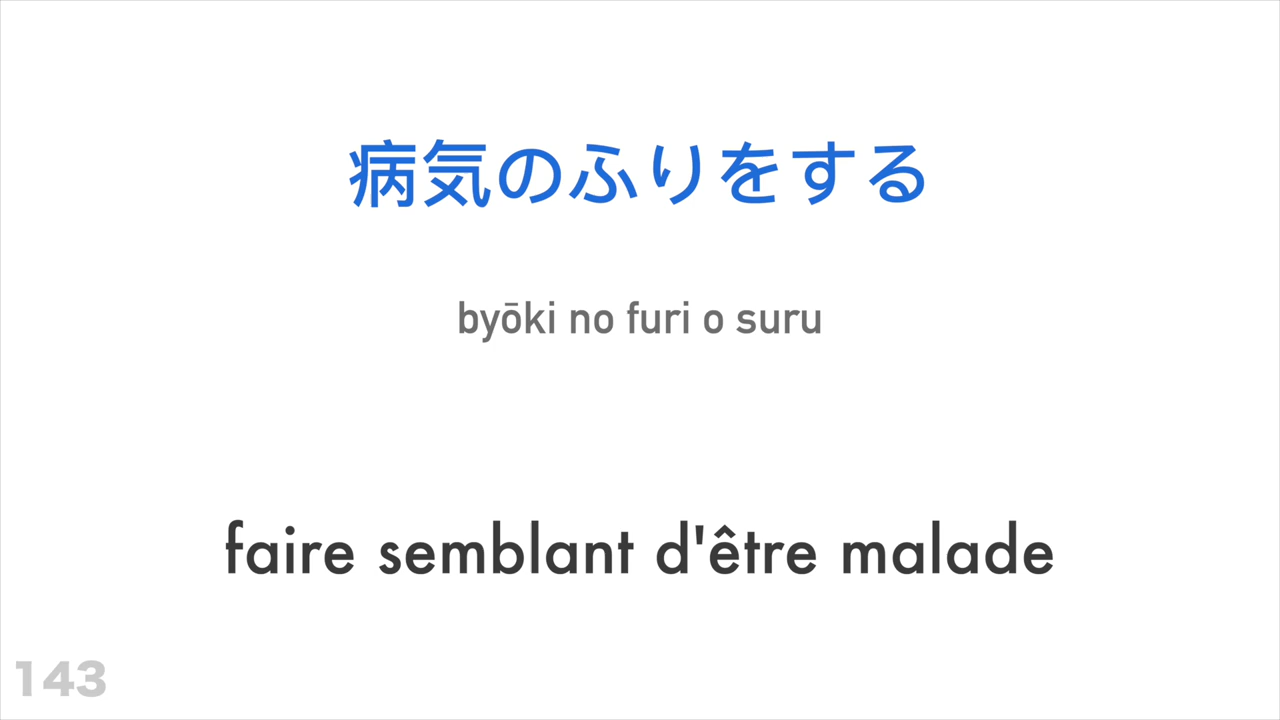 病気のふりをする
byōki no furi o suru
faire semblant d'être malade
143